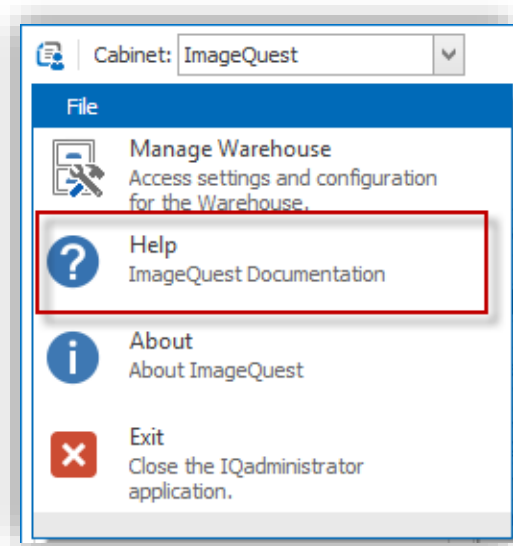 Cabinet: ImageQuest
File
Manage Warehouse
Access settings and configuration
for the Warehouse.
Help
ImageQuest Documentation
About
About ImageQuest
Exit
Close the IQadministrator
application.